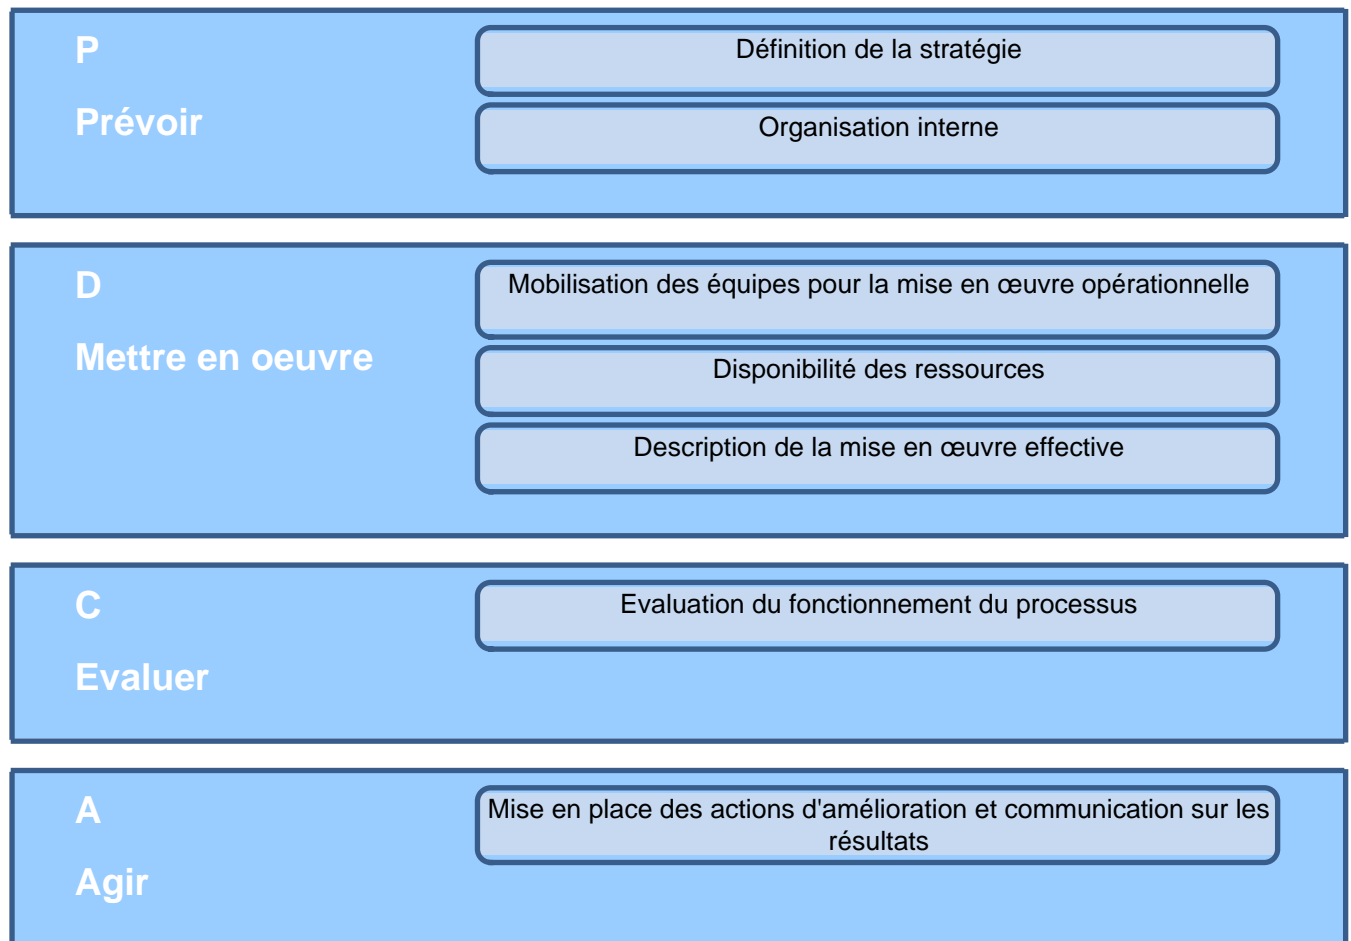 P
Prévoir
Définition de la stratégie
Organisation interne
D
Mettre en oeuvre
Mobilisation des équipes pour la mise en œuvre opérationnelle
Disponibilité des ressources
Description de la mise en œuvre effective
C
Evaluer
Evaluation du fonctionnement du processus
A
Agir
Mise en place des actions d'amélioration et communication sur les
résultats